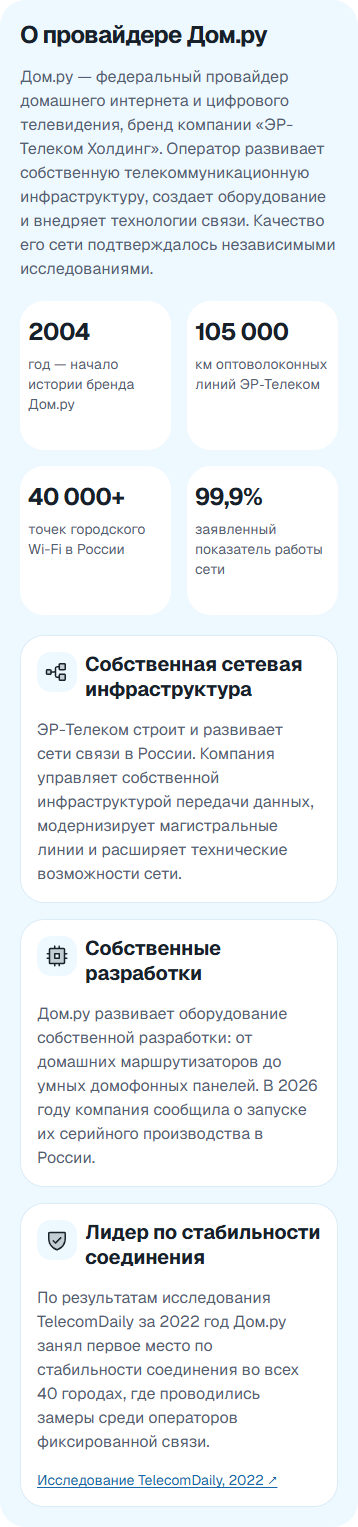 О провайдере Дом.ру
Дом.ру — федеральный провайдер
домашнего интернета и цифрового
телевидения, бренд компании «ЭР-
Телеком Холдинг». Оператор развивает
собственную телекоммуникационную
инфраструктуру, создает оборудование
и внедряет технологии связи. Качество
его сети подтверждалось независимыми
исследованиями.
2004
год — начало
истории бренда
Дом.ру
105 000
км оптоволоконных
линий ЭР-Телеком
40 000+
точек городского
Wi-Fi в России
99,9%
заявленный
показатель работы
сети
Собственная сетевая
инфраструктура
ЭР-Телеком строит и развивает
сети связи в России. Компания
управляет собственной
инфраструктурой передачи данных,
модернизирует магистральные
линии и расширяет технические
возможности сети.
Собственные
разработки
Дом.ру развивает оборудование
собственной разработки: от
домашних маршрутизаторов до
умных домофонных панелей. В 2026
году компания сообщила о запуске
их серийного производства в
России.
Лидер по стабильности
соединения
По результатам исследования
TelecomDaily за 2022 год Дом.ру
занял первое место по
стабильности соединения во всех
40 городах, где проводились
замеры среди операторов
фиксированной связи.
Исследование TelecomDaily, 2022 ↗